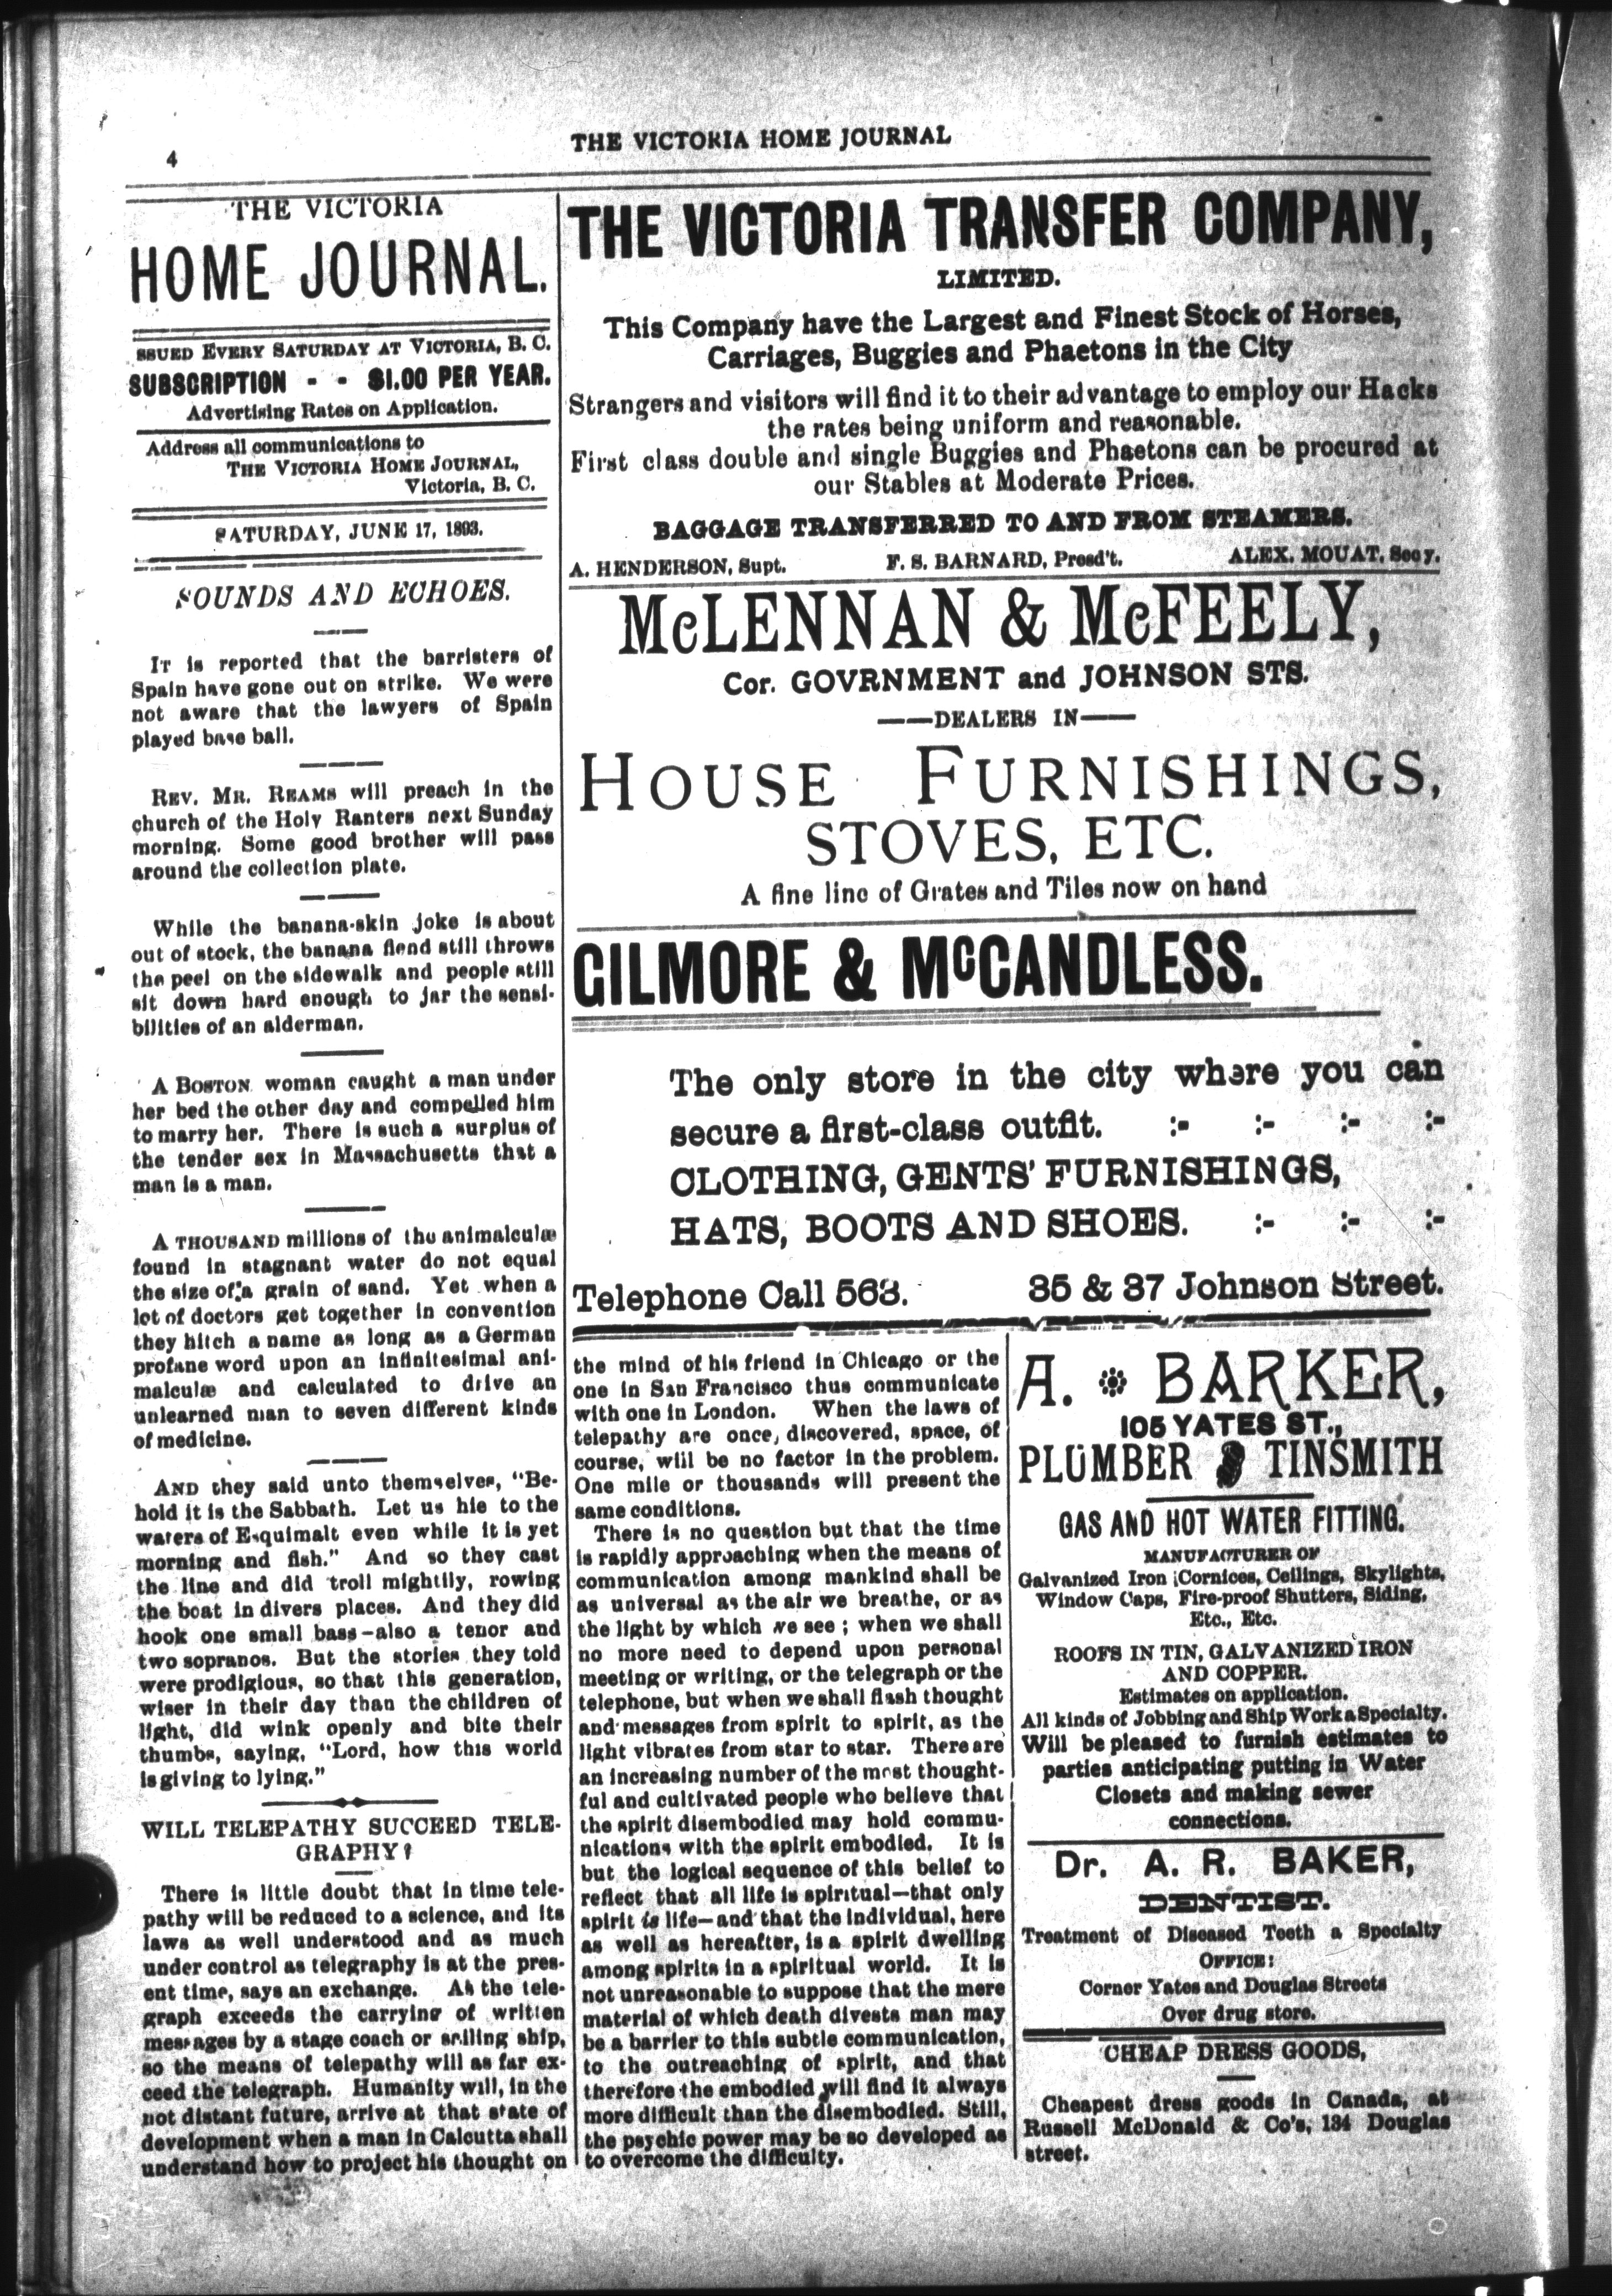 4
THE VICTORIA HOME JOURNAL
THE VICTORIA
HOME JOURNAL.
ISSUED EVERY SATURDAY AT VICTORIA, B. C.
SUBSCRIPTION - - $1.00 PER YEAR.
Advertising Rates on Application.
Address all communications to
THE VICTORIA HOME JOURNAL,
Victoria, B. C.
SATURDAY, JUNE 17, 1893.
SOUNDS AND ECHOES.
IT is reported that the barristers of
Spain have gone out on strike. We were
not aware that the lawyers of Spain
played base ball.
REV. MR. REAMS will preach in the
church of the Holy Ranters next Sunday
morning. Some good brother will pass
around the collection plate.
While the banana-skin joke is about
out of stock, the banana fiend still throws
the peel on the sidewalk and people still
sit down hard enough to jar the sensi-
bilities of an alderman.
A BOSTON woman caught a man under
her bed the other day and compelled him
to marry her. There is such a surplus of
the tender sex in Massachusetts that a
man is a man.
A THOUSAND millions of the animalculæ
found in stagnant water do not equal
the size of a grain of sand. Yet when a
lot of doctors get together in convention
they hitch a name as long as a German
profane word upon an infinitesimal ani-
malculæ and calculated to drive an
unlearned man to seven different kinds
of medicine.
AND they said unto themselves, "Be-
hold it is the Sabbath. Let us hie to the
waters of Esquimalt even while it is yet
morning and fish." And so they cast
the line and did troll mightily, rowing
the boat in divers places. And they did
hook one small bass—also a tenor and
two sopranos. But the stories they told
were prodigious, so that this generation,
wiser in their day than the children of
light, did wink openly and bite their
thumbs, saying, "Lord, how this world
is giving to lying."
WILL TELEPATHY SUCCEED TELE-
GRAPHY?
There is little doubt that in time tele-
pathy will be reduced to a science, and its
laws as well understood and as much
under control as telegraphy is at the pres-
ent time, says an exchange. As the tele-
graph exceeds the carrying of written
messages by a stage coach or sailing ship,
so the means of telepathy will as far ex-
ceed the telegraph. Humanity will, in the
not distant future, arrive at that state of
development when a man in Calcutta shall
understand how to project his thought on
the mind of his friend in Chicago or the
one in San Francisco thus communicate
with one in London. When the laws of
telepathy are once, discovered, space, of
course, will be no factor in the problem.
One mile or thousands will present the
same conditions.
There is no question but that the time
is rapidly approaching when the means of
communication among mankind shall be
as universal as the air we breathe, or as
the light by which we see ; when we shall
no more need to depend upon personal
meeting or writing, or the telegraph or the
telephone, but when we shall flash thought
and messages from spirit to spirit, as the
light vibrates from star to star. There are
an increasing number of the most thought-
ful and cultivated people who believe that
the spirit disembodied may hold commu-
nications with the spirit embodied. It is
but the logical sequence of this belief to
reflect that all life is spiritual—that only
spirit is life—and that the individual, here
as well as hereafter, is a spirit dwelling
among spirits in a spiritual world. It is
not unreasonable to suppose that the mere
material of which death divests man may
be a barrier to this subtle communication,
to the outreaching of spirit, and that
therefore the embodied will find it always
more difficult than the disembodied. Still,
the psychic power may be so developed as
to overcome the difficulty.
THE VICTORIA TRANSFER COMPANY,
LIMITED.
This Company have the Largest and Finest Stock of Horses,
Carriages, Buggies and Phaetons in the City
Strangers and visitors will find it to their advantage to employ our Hacks
the rates being uniform and reasonable.
First class double and single Buggies and Phaetons can be procured at
our Stables at Moderate Prices.
BAGGAGE TRANSFERRED TO AND FROM STEAMERS.
A. HENDERSON, Supt. F. S. BARNARD, Presd't. ALEX. MOUAT, Secy.
McLENNAN & McFEELY,
Cor. GOVRNMENT and JOHNSON STS.
——DEALERS IN——
HOUSE FURNISHINGS,
STOVES, ETC.
A fine line of Grates and Tiles now on hand
GILMORE & McCANDLESS.
The only store in the city where you can
secure a first-class outfit. :- :- :- :-
CLOTHING, GENTS' FURNISHINGS,
HATS, BOOTS AND SHOES. :- :- :-
Telephone Call 563. 35 & 37 Johnson Street.
A. BARKER,
105 YATES ST.,
PLUMBER TINSMITH
GAS AND HOT WATER FITTING.
MANUFACTURER OF
Galvanized Iron Cornices, Ceilings, Skylights,
Window Caps, Fire-proof Shutters, Siding,
Etc., Etc.
ROOFS IN TIN, GALVANIZED IRON
AND COPPER.
Estimates on application.
All kinds of Jobbing and Ship Work a Specialty.
Will be pleased to furnish estimates to
parties anticipating putting in Water
Closets and making sewer
connections.
Dr. A. R. BAKER,
DENTIST.
Treatment of Diseased Teeth a Specialty
OFFICE:
Corner Yates and Douglas Streets
Over drug store.
CHEAP DRESS GOODS,
Cheapest dress goods in Canada, at
Russell McDonald & Co's, 134 Douglas
street.